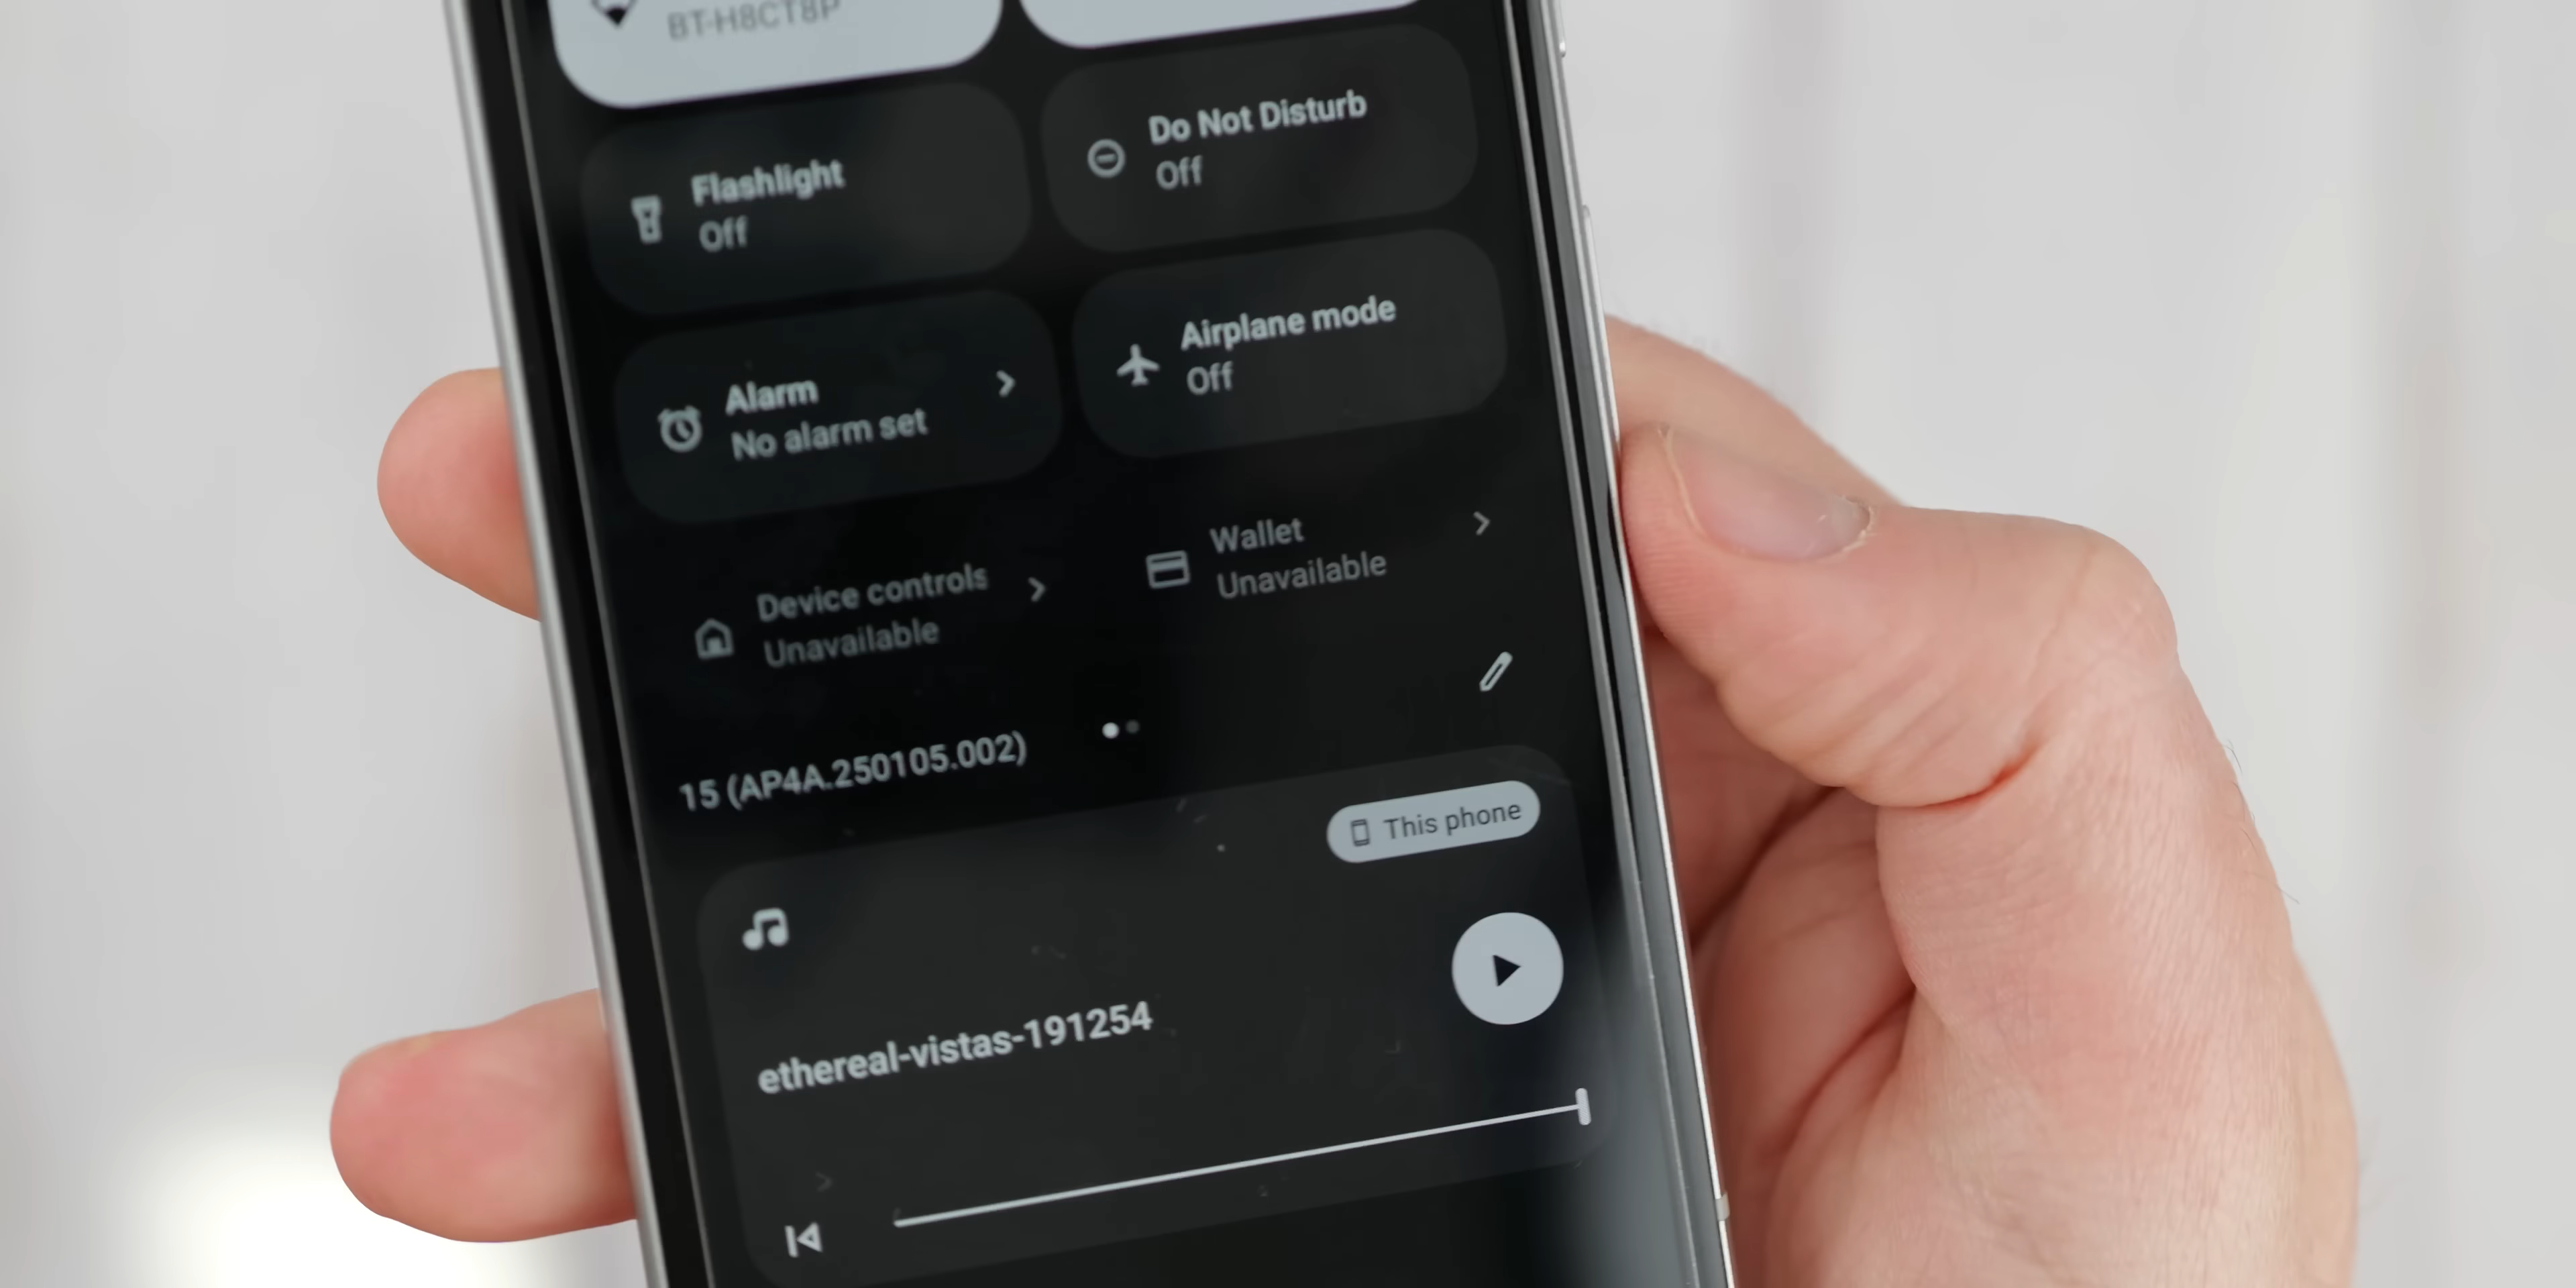 BT-H8CT8P
Flashlight
Off
Do Not Disturb
Off
Alarm
No alarm set
Airplane mode
Off
Device controls
Unavailable
Wallet
Unavailable
15 (AP4A.250105.002)
This phone
ethereal-vistas-191254